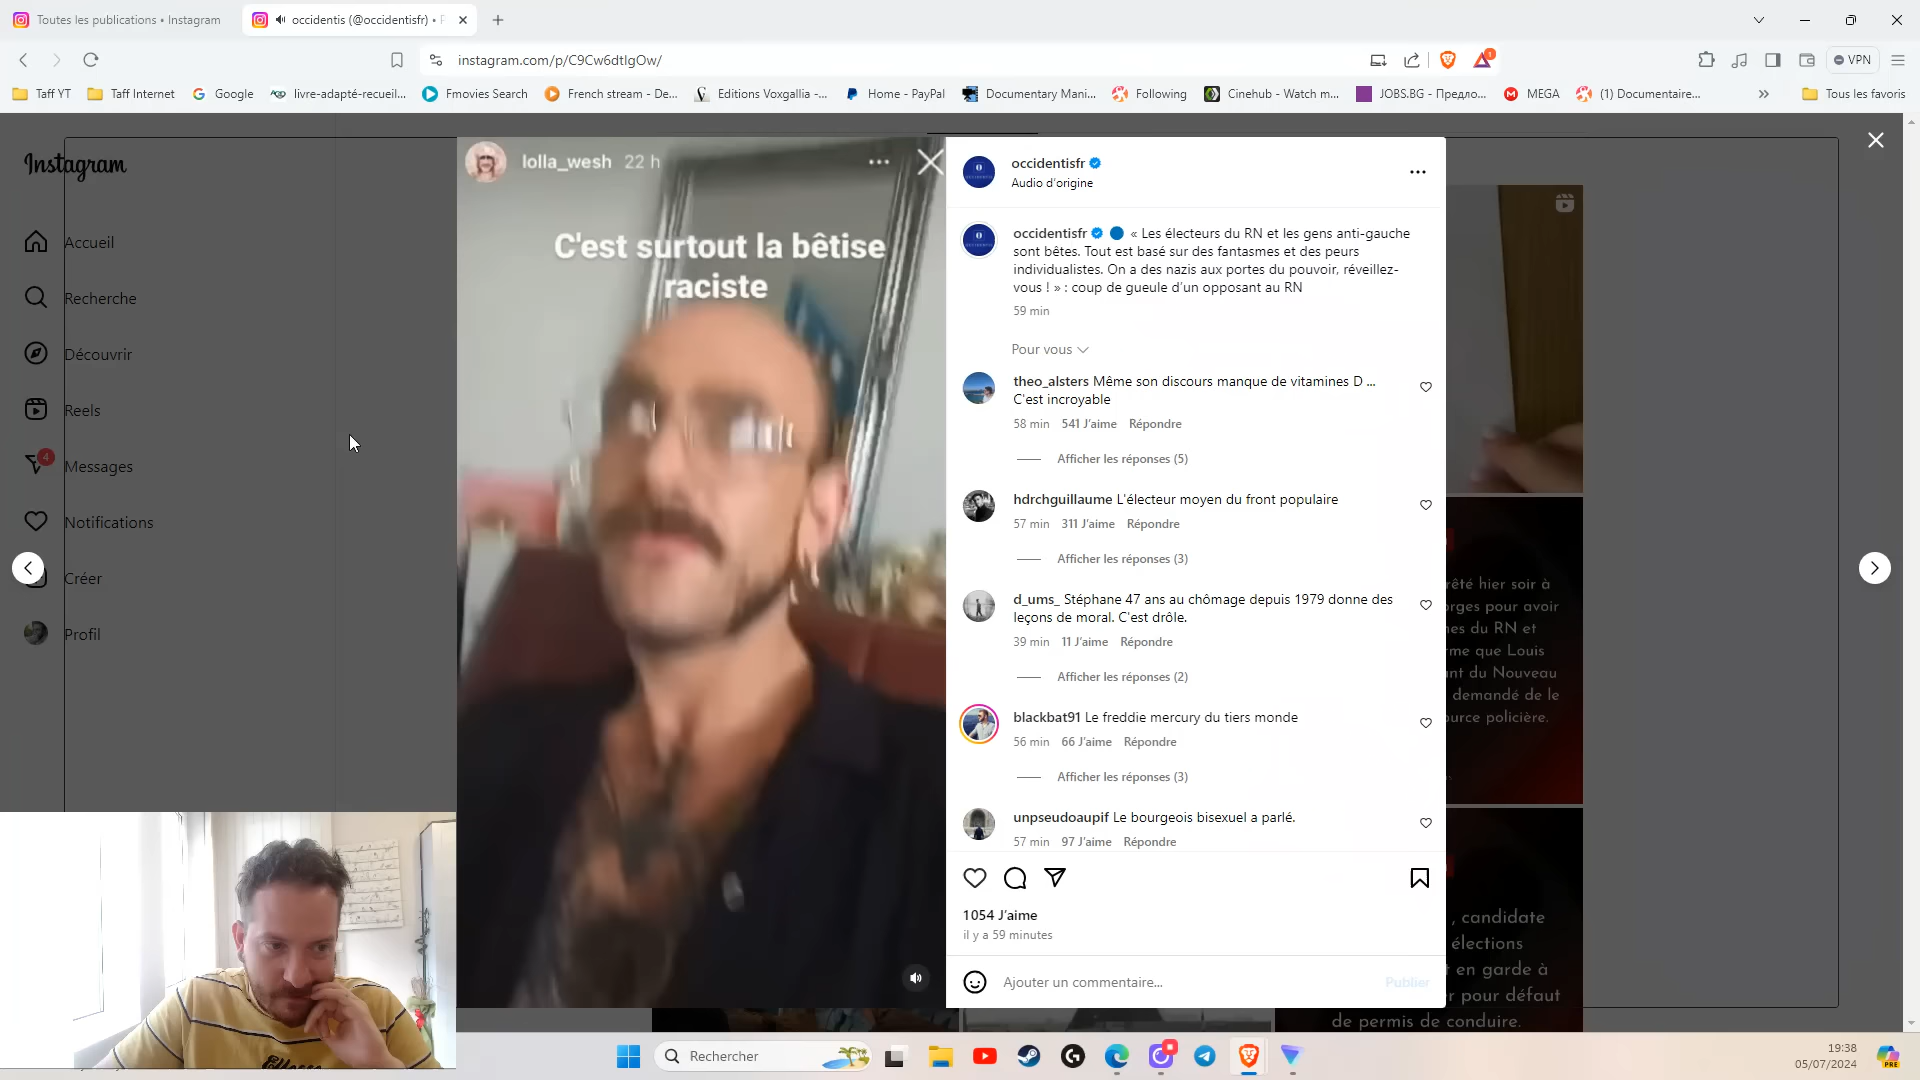 Toutes les publications • Instagram
occidentis (@occidentisfr) •
instagram.com/p/C9Cw6dtIgOw/
VPN
Taff YT
Taff Internet
Google
livre-adapté-recueil...
Fmovies Search
French stream - De...
Editions Voxgallia -...
Home - PayPal
Documentary Mani...
Following
Cinehub - Watch m...
JOBS.BG - Предло...
MEGA
(1) Documentaire...
Tous les favoris
Instagram
Accueil
Recherche
Découvrir
Reels
4
Messages
Notifications
Créer
Profil
lolla_wesh 22 h
C'est surtout la bêtise
raciste
occidentisfr
Audio d'origine
occidentisfr « Les électeurs du RN et les gens anti-gauche
sont bêtes. Tout est basé sur des fantasmes et des peurs
individualistes. On a des nazis aux portes du pouvoir, réveillez-
vous ! » : coup de gueule d'un opposant au RN
59 min
Pour vous
theo_alsters Même son discours manque de vitamines D ...
C'est incroyable
58 min 541 J'aime Répondre
Afficher les réponses (5)
hdrchguillaume L'électeur moyen du front populaire
57 min 311 J'aime Répondre
Afficher les réponses (3)
d_ums_ Stéphane 47 ans au chômage depuis 1979 donne des
leçons de moral. C'est drôle.
39 min 11 J'aime Répondre
Afficher les réponses (2)
blackbat91 Le freddie mercury du tiers monde
56 min 66 J'aime Répondre
Afficher les réponses (3)
unpseudoaupif Le bourgeois bisexuel a parlé.
57 min 97 J'aime Répondre
1 054 J'aime
il y a 59 minutes
Ajouter un commentaire...
Publier
rêté hier soir à
orges pour avoir
nes du RN et
rme que Louis
ant du Nouveau
demandé de le
ource policière.
, candidate
élections
t en garde à
r pour défaut
de permis de conduire.
Rechercher
19:38
05/07/2024
PRE